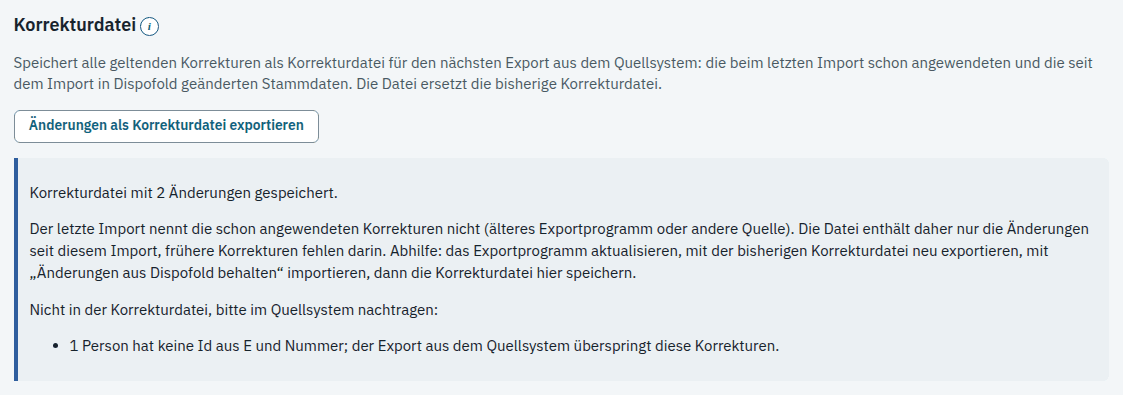 Korrekturdatei i
Speichert alle geltenden Korrekturen als Korrekturdatei für den nächsten Export aus dem Quellsystem: die beim letzten Import schon angewendeten und die seit
dem Import in Dispofold geänderten Stammdaten. Die Datei ersetzt die bisherige Korrekturdatei.
Änderungen als Korrekturdatei exportieren
Korrekturdatei mit 2 Änderungen gespeichert.
Der letzte Import nennt die schon angewendeten Korrekturen nicht (älteres Exportprogramm oder andere Quelle). Die Datei enthält daher nur die Änderungen
seit diesem Import, frühere Korrekturen fehlen darin. Abhilfe: das Exportprogramm aktualisieren, mit der bisherigen Korrekturdatei neu exportieren, mit
„Änderungen aus Dispofold behalten“ importieren, dann die Korrekturdatei hier speichern.
Nicht in der Korrekturdatei, bitte im Quellsystem nachtragen:
• 1 Person hat keine Id aus E und Nummer; der Export aus dem Quellsystem überspringt diese Korrekturen.